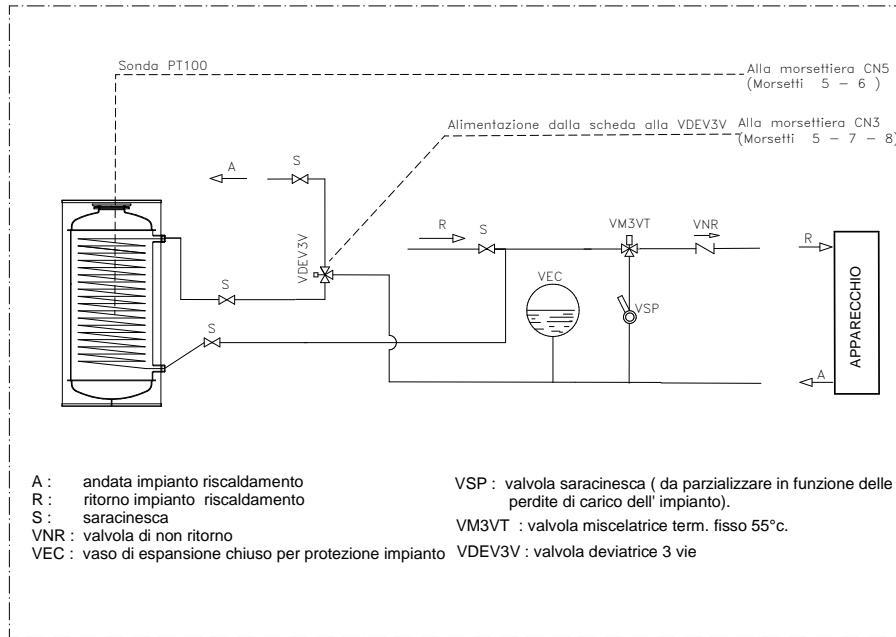 Sonda PT100
Alla morsettiera CN5
(Morsetti 5 - 6 )
Alimentazione dalla scheda alla VDEV3V
Alla morsettiera CN3
(Morsetti 5 - 7 - 8)
A
S
R
S
VM3VT
VNR
R
VDEV3V
VEC
S
VSP
S
APPARECCHIO
A
A : andata impianto riscaldamento
R : ritorno impianto riscaldamento
S : saracinesca
VNR : valvola di non ritorno
VEC : vaso di espansione chiuso per protezione impianto
VSP : valvola saracinesca ( da parzializzare in funzione delle
perdite di carico dell' impianto).
VM3VT : valvola miscelatrice term. fisso 55°c.
VDEV3V : valvola deviatrice 3 vie